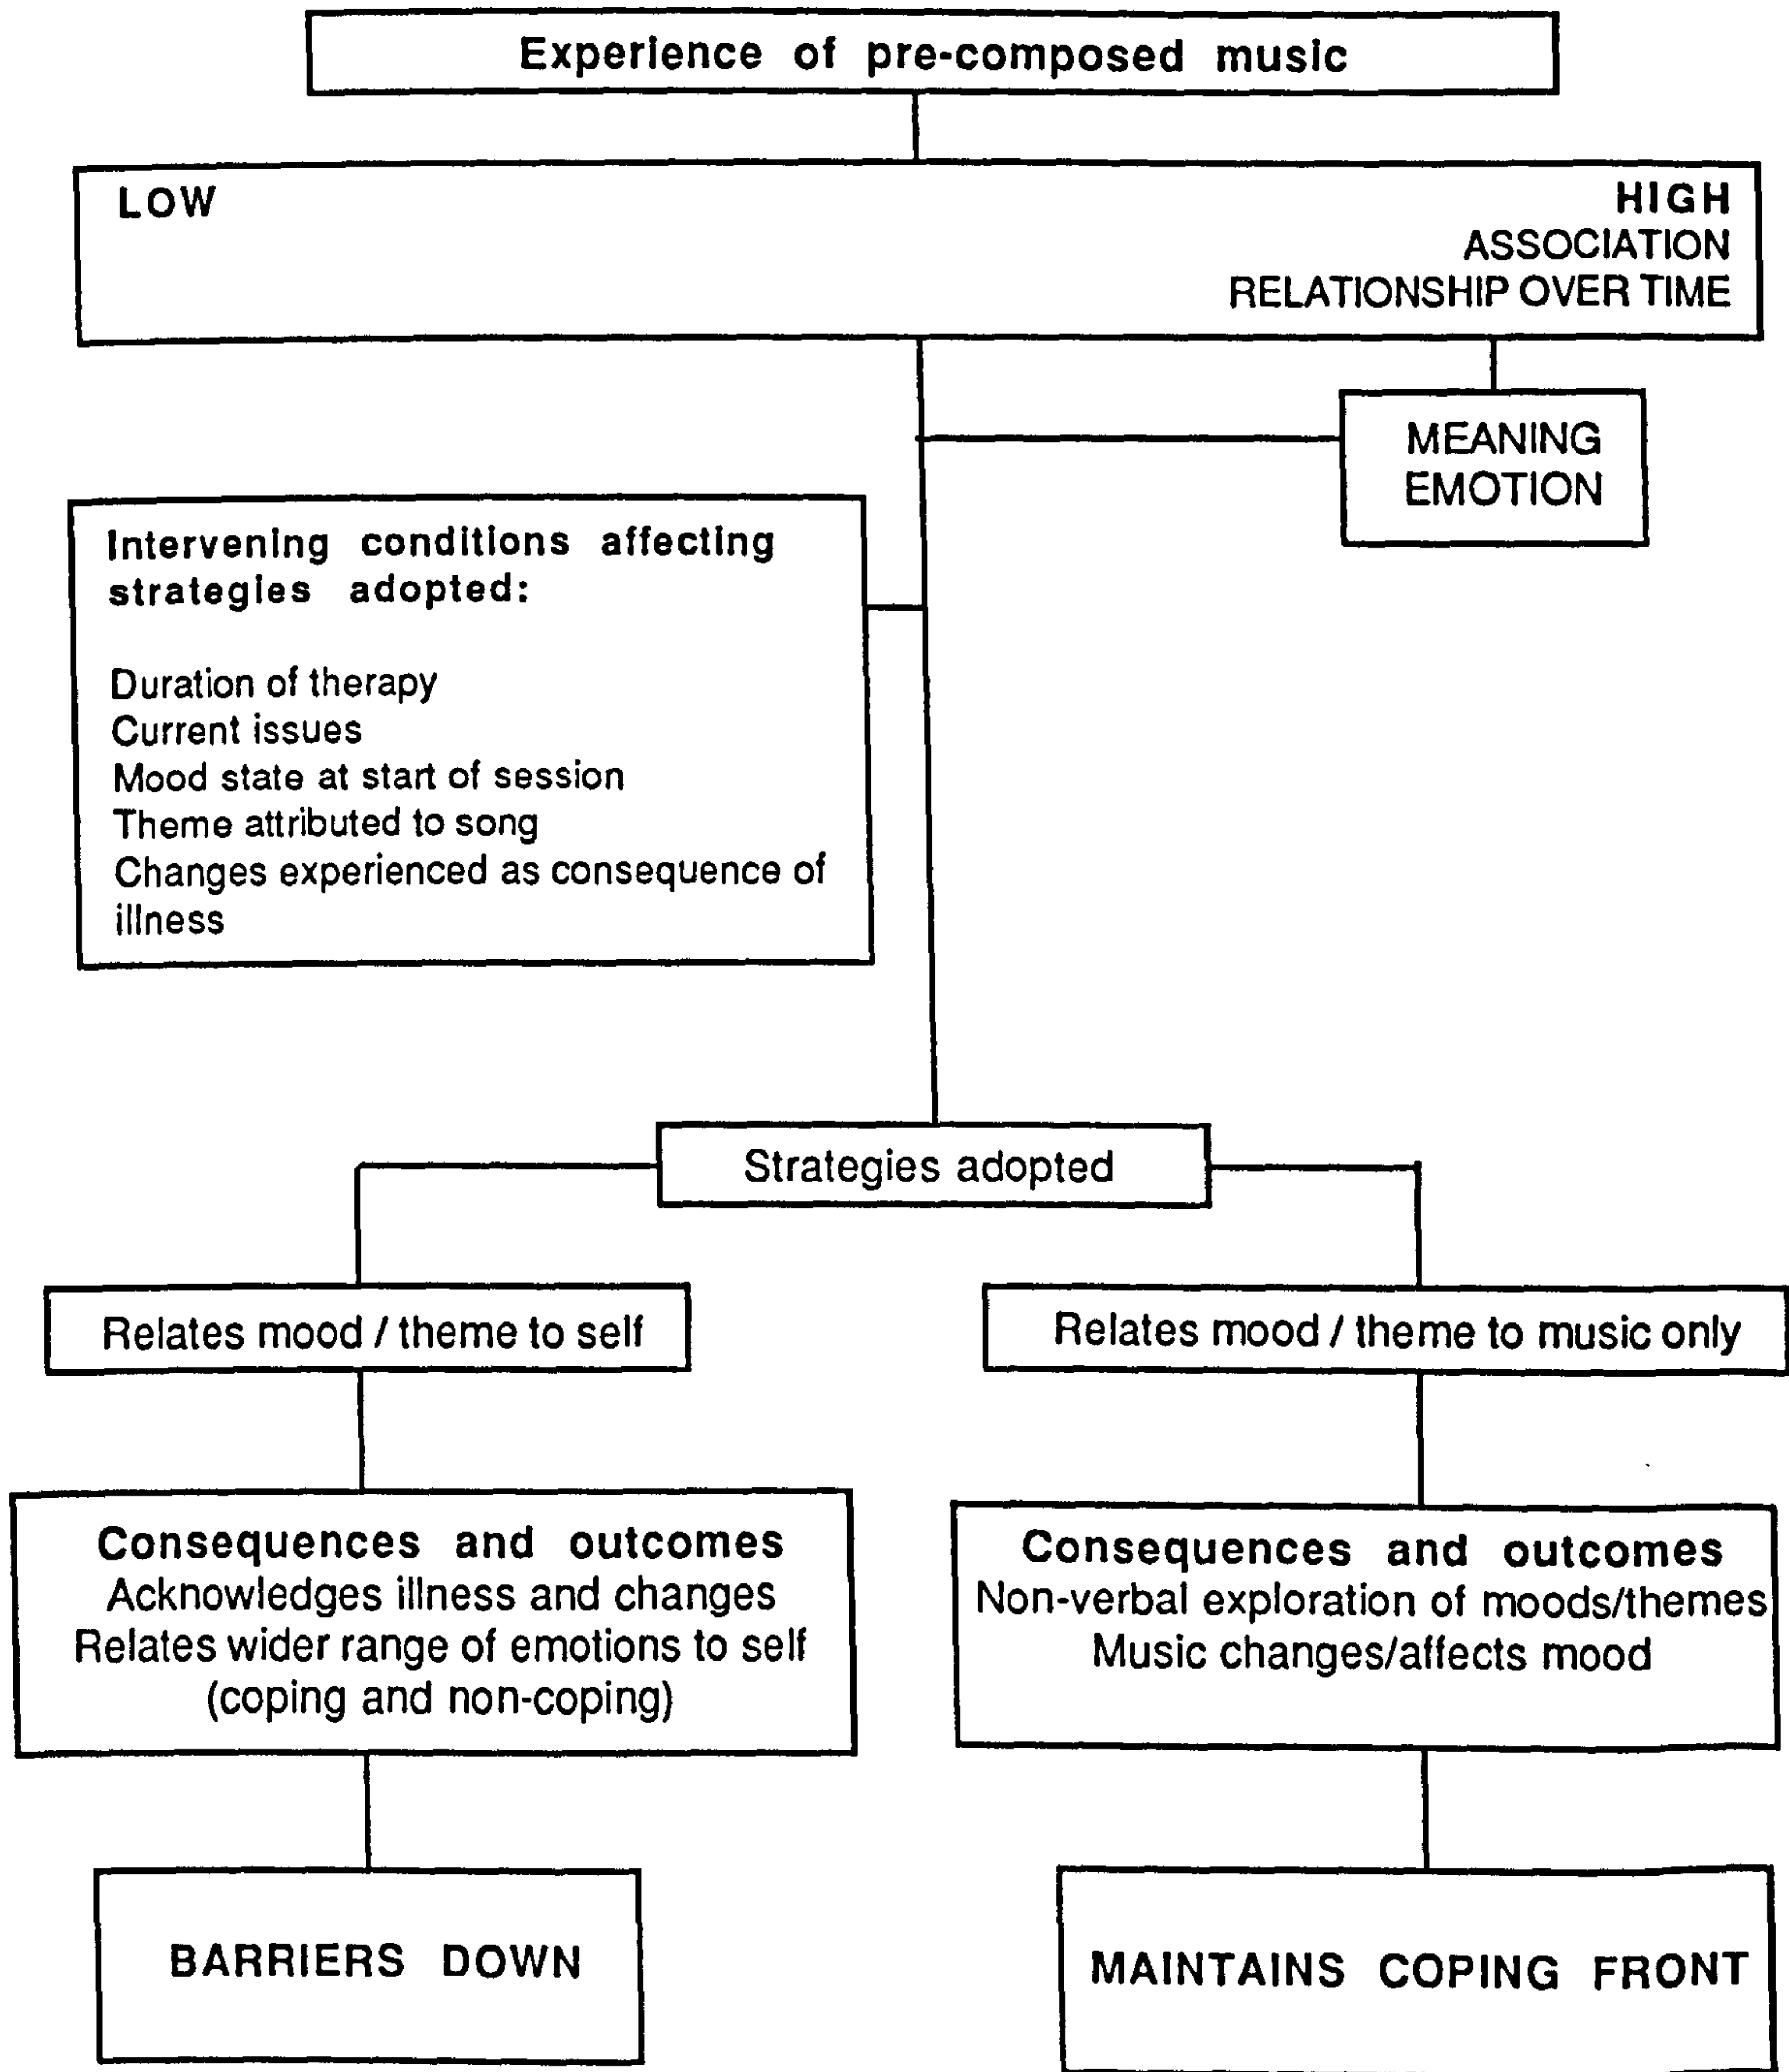 Experience of pre-composed music
LOW
HIGH
ASSOCIATION
RELATIONSHIP OVER TIME
MEANING
EMOTION
Intervening conditions affecting
strategies adopted:
Duration of therapy
Current issues
Mood state at start of session
Theme attributed to song
Changes experienced as consequence of
illness
Strategies adopted
Relates mood / theme to self
Relates mood / theme to music only
Consequences and outcomes
Acknowledges illness and changes
Relates wider range of emotions to self
(coping and non-coping)
Consequences and outcomes
Non-verbal exploration of moods/themes
Music changes/affects mood
BARRIERS DOWN
MAINTAINS COPING FRONT